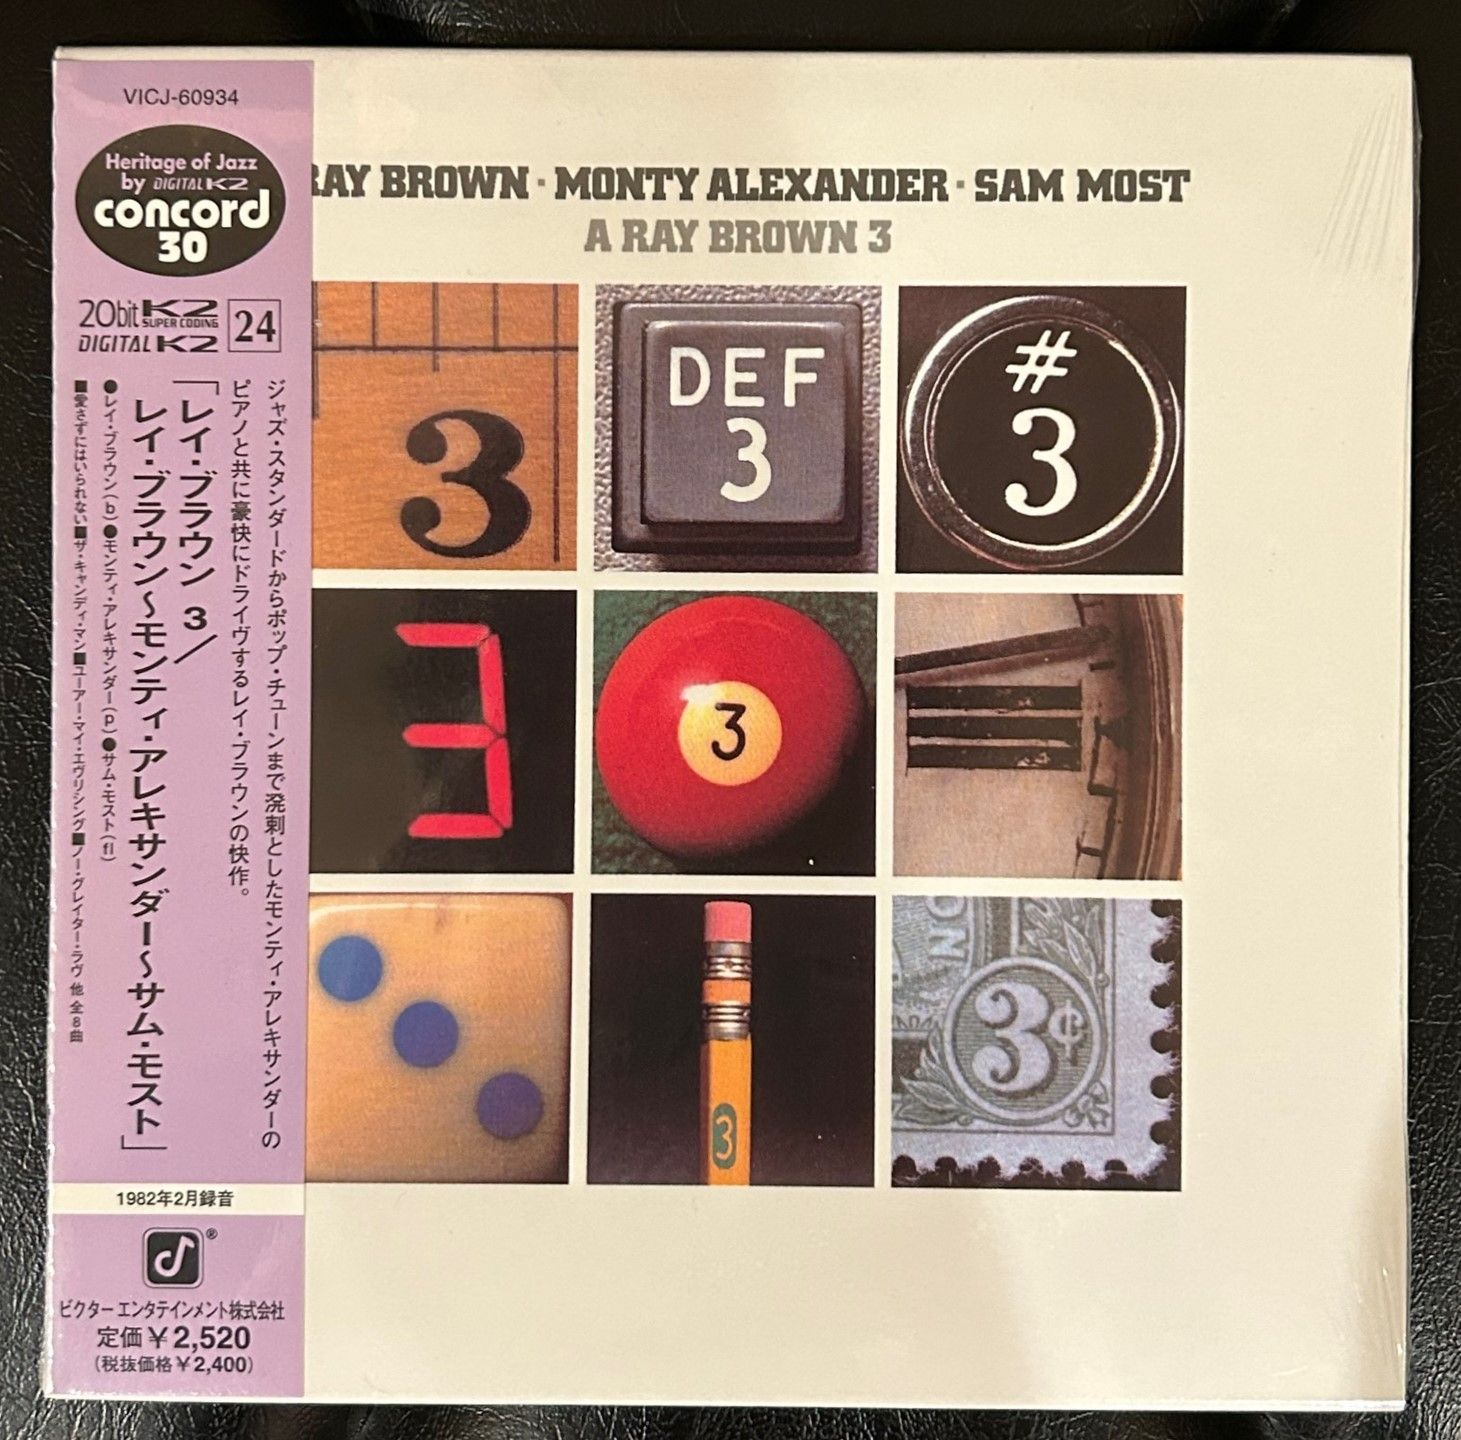 VICJ-60934
Heritage of Jazz
by DIGITAL K2
concord
30
20bit K2
SUPER CODING
DIGITAL K2
24
ジャズ・スタンダードからポップ・チューンまで溌剌としたモンティ・アレキサンダーの
ピアノと共に豪快にドライヴするレイ・ブラウンの快作。
「レイ・ブラウン 3/
レイ・ブラウン~モンティ・アレキサンダー~サム・モスト」
●レイ・ブラウン(b)●モンティ・アレキサンダー(p)●サム・モスト(fl)
■愛さずにはいられない■ザ・キャンディ・マン■ユーアー・マイ・エヴリシング■ノー・グレイター・ラヴ 他 全8曲
1982年2月録音
®
ビクターエンタテインメント株式会社
定価¥2,520
(税抜価格¥2,400)
RAY BROWN · MONTY ALEXANDER · SAM MOST
A RAY BROWN 3
3
DEF
3
#
3
3
3
III
3
ON
3¢